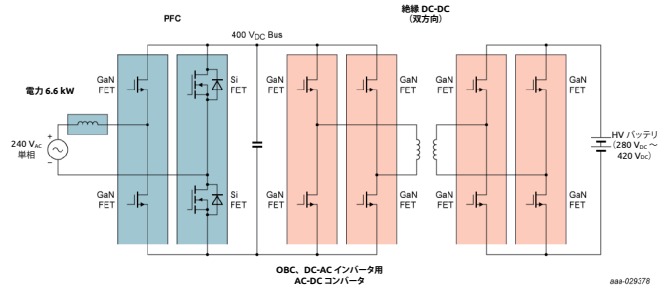 PFC
絶縁 DC-DC
(双方向)
400 VDC Bus
電力 6.6 kW
GaN
FET
Si
FET
GaN
FET
GaN
FET
GaN
FET
GaN
FET
240 VAC
単相
+
−
HV バッテリ
(280 VDC ～
420 VDC)
GaN
FET
Si
FET
GaN
FET
GaN
FET
GaN
FET
GaN
FET
OBC、DC-AC インバータ用
AC-DC コンバータ
aaa-029378